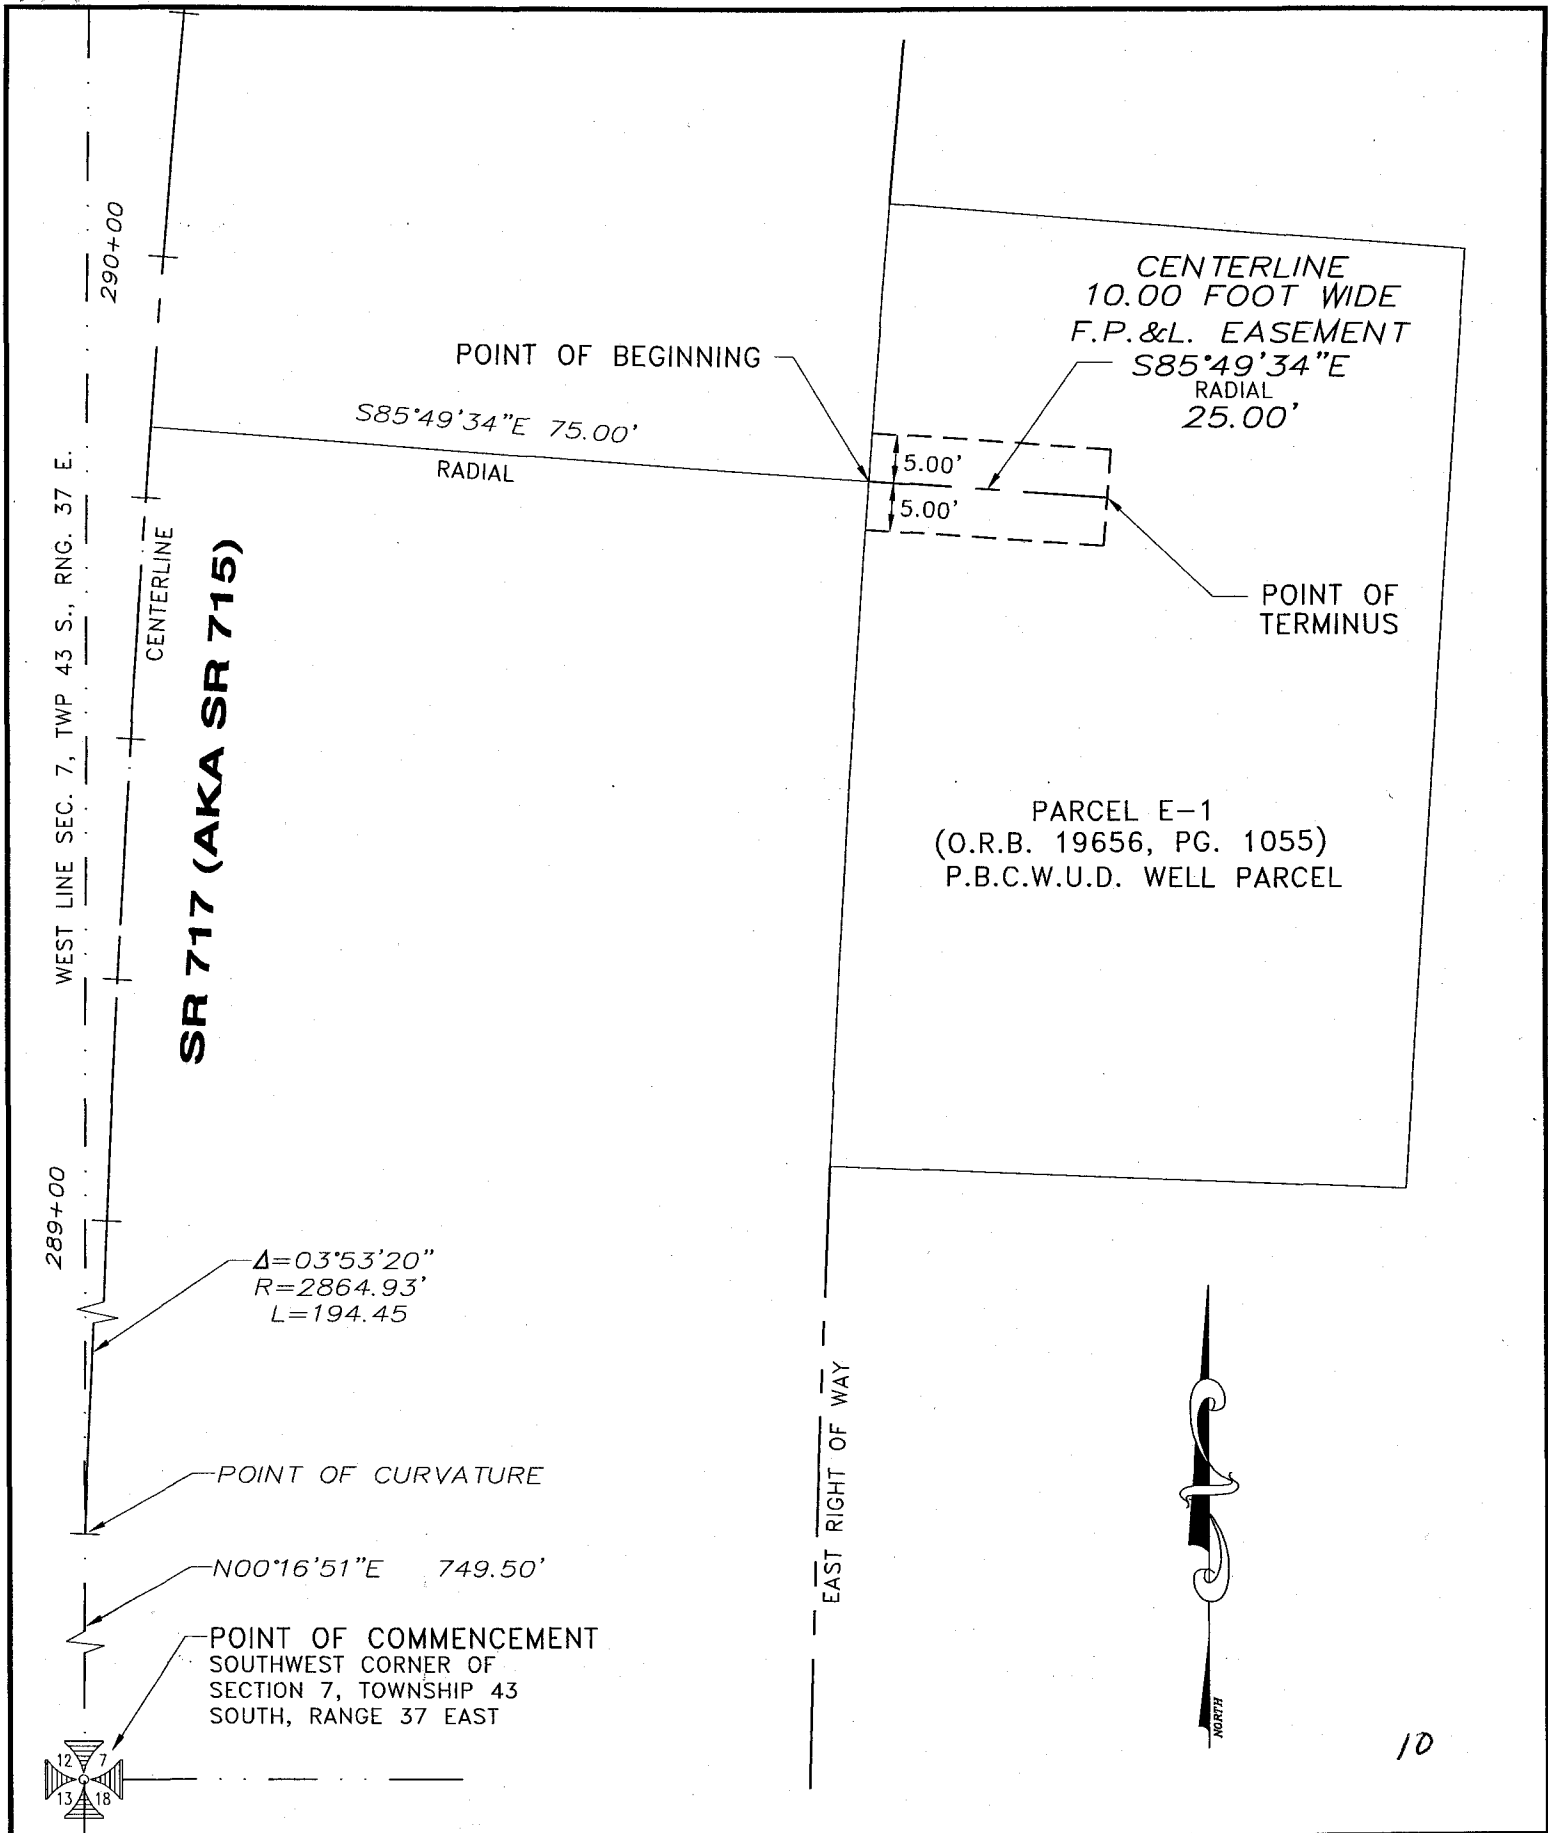 290+00
CENTERLINE
10.00 FOOT WIDE
F.P.&L. EASEMENT
S85°49'34"E
RADIAL
25.00'
POINT OF BEGINNING
S85°49'34"E 75.00'
RADIAL
5.00'
5.00'
POINT OF
TERMINUS
WEST LINE SEC. 7, TWP 43 S., RNG. 37 E.
CENTERLINE
SR 717 (AKA SR 715)
PARCEL E-1
(O.R.B. 19656, PG. 1055)
P.B.C.W.U.D. WELL PARCEL
289+00
Δ=03°53'20"
R=2864.93'
L=194.45
EAST RIGHT OF WAY
POINT OF CURVATURE
N00°16'51"E 749.50'
POINT OF COMMENCEMENT
SOUTHWEST CORNER OF
SECTION 7, TOWNSHIP 43
SOUTH, RANGE 37 EAST
NORTH
12 7
13 18
10